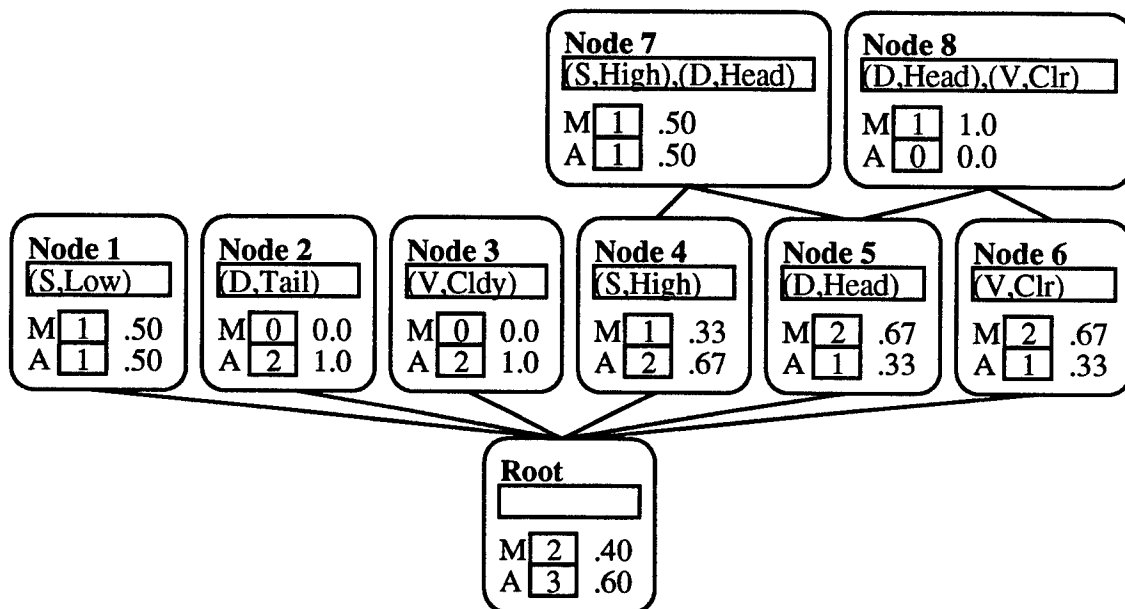 Node 7
(S,High),(D,Head)
M 1 .50
A 1 .50
Node 8
(D,Head),(V,Clr)
M 1 1.0
A 0 0.0
Node 1
(S,Low)
M 1 .50
A 1 .50
Node 2
(D,Tail)
M 0 0.0
A 2 1.0
Node 3
(V,Cldy)
M 0 0.0
A 2 1.0
Node 4
(S,High)
M 1 .33
A 2 .67
Node 5
(D,Head)
M 2 .67
A 1 .33
Node 6
(V,Clr)
M 2 .67
A 1 .33
Root
M 2 .40
A 3 .60